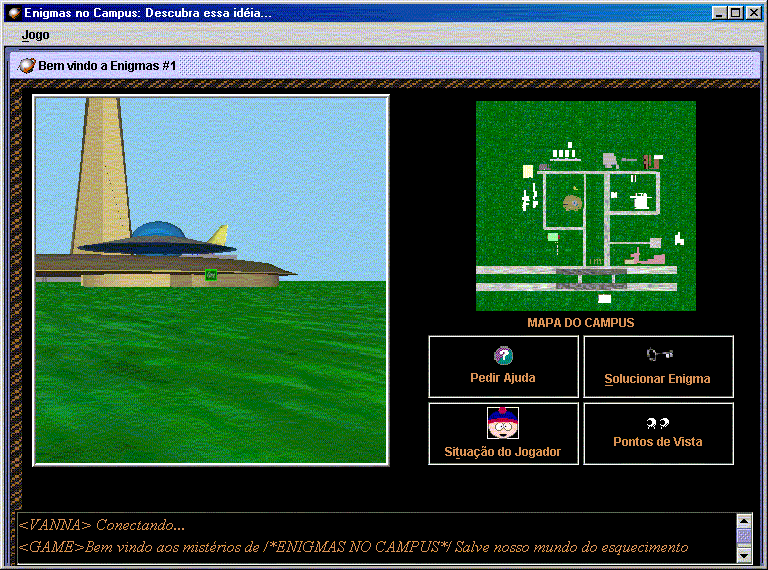 Enigmas no Campus: Descubra essa idéia...
Jogo
Bem vindo a Enigmas #1
MAPA DO CAMPUS
Pedir Ajuda
Solucionar Enigma
Situação do Jogador
Pontos de Vista
<VANNA> Conectando...
<GAME>Bem vindo aos mistérios de /*ENIGMAS NO CAMPUS*/ Salve nosso mundo do esquecimento